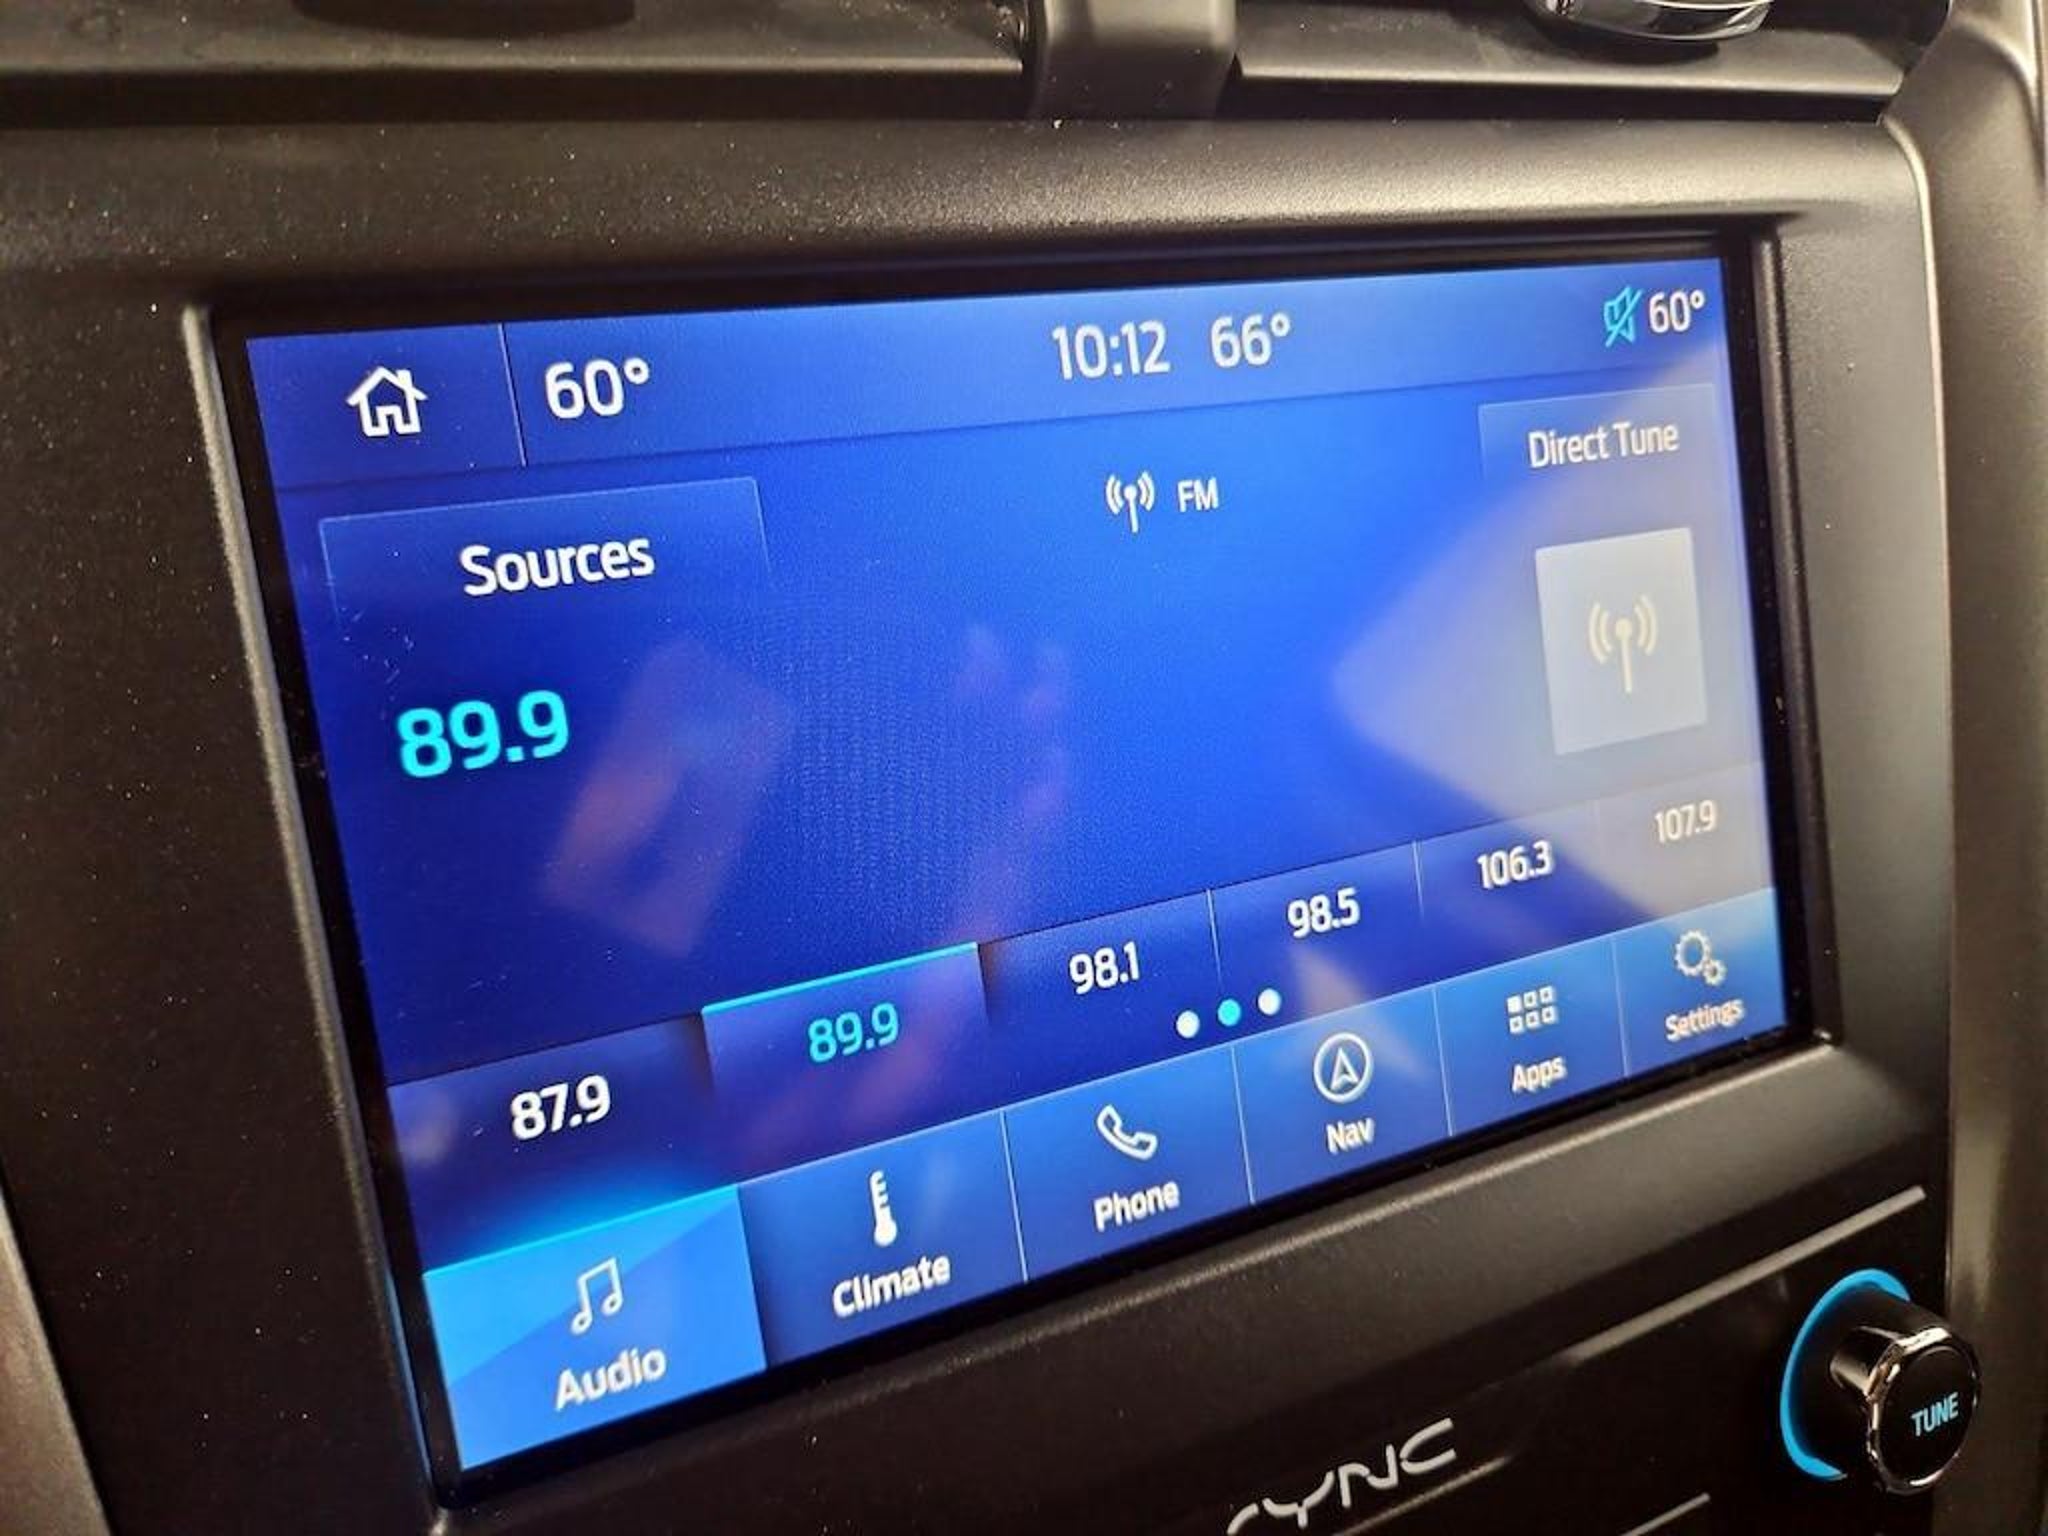 60° 10:12 66° 60°
Sources FM Direct Tune
89.9
87.9 89.9 98.1 98.5 106.3 107.9
Audio Climate Phone Nav Apps Settings
SYNC
TUNE